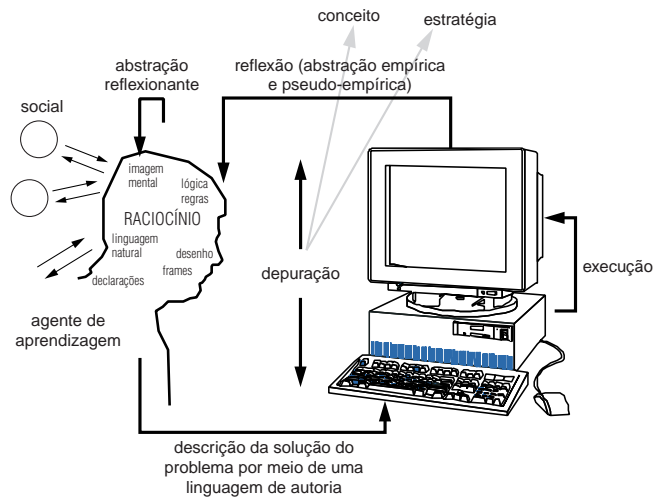 conceito
estratégia
abstração
reflexionante
reflexão (abstração empírica
e pseudo-empírica)
social
imagem
mental
lógica
regras
RACIOCÍNIO
linguagem
natural
desenho
frames
declarações
depuração
execução
agente de
aprendizagem
descrição da solução do
problema por meio de uma
linguagem de autoria